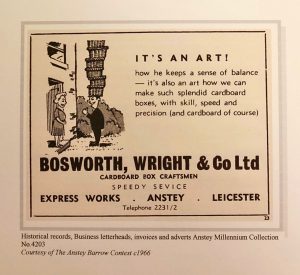 IT'S AN ART!
how he keeps a sense of balance
— it's also an art how we can
make such splendid cardboard
boxes, with skill, speed and
precision (and cardboard of course)
BOSWORTH, WRIGHT & Co Ltd
CARDBOARD BOX CRAFTSMEN
SPEEDY SEVICE
EXPRESS WORKS . ANSTEY . LEICESTER
Telephone 2231/2
Historical records, Business letterheads, invoices and adverts Anstey Millennium Collection
No.4203
Courtesy of The Anstey Barrow Contest c1966